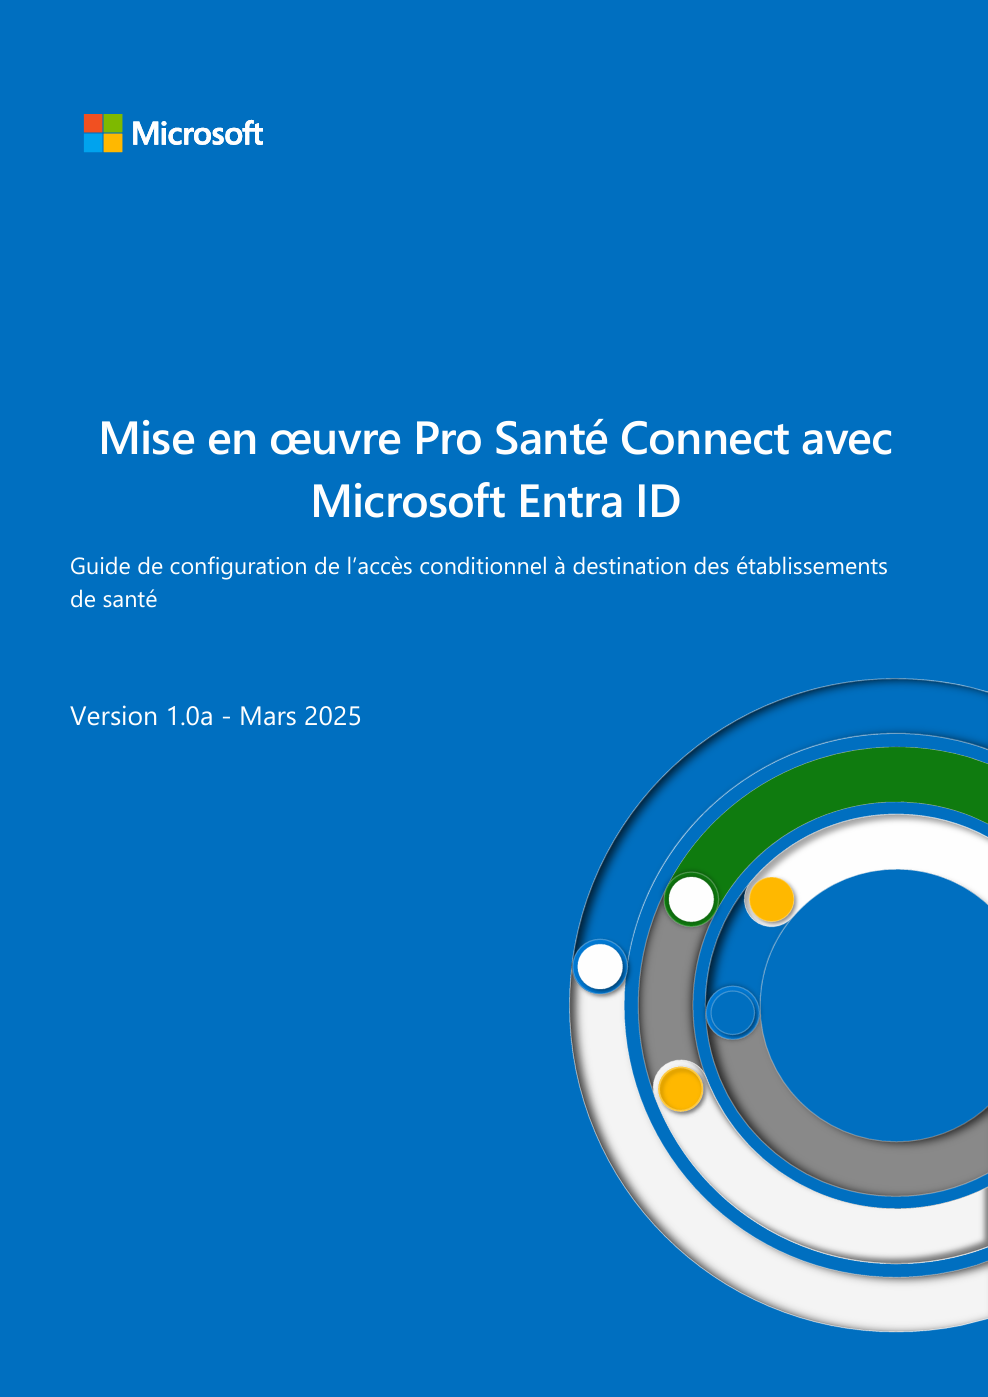 Microsoft
Mise en œuvre Pro Santé Connect avec
Microsoft Entra ID
Guide de configuration de l’accès conditionnel à destination des établissements
de santé
Version 1.0a - Mars 2025